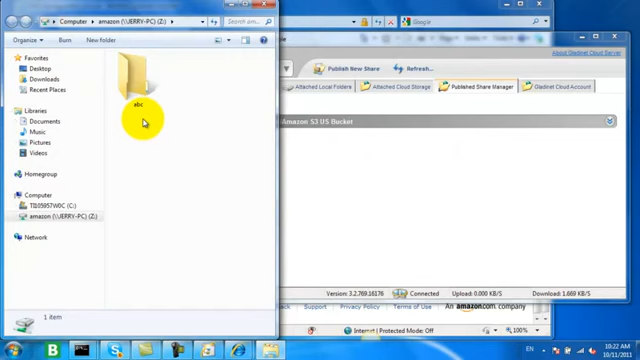 Computer ▸ amazon (\\JERRY-PC) (Z:) ▸
Search am...
Google
Organize
Burn
New folder
Favorites
Desktop
Downloads
Recent Places
Libraries
Documents
Music
Pictures
Videos
Homegroup
Computer
TI105957W0C (C:)
amazon (\\JERRY-PC) (Z:)
Network
abc
1 item
About Gladinet Cloud Server
Publish New Share
Refresh...
Attached Local Folders
Attached Cloud Storage
Published Share Manager
Gladinet Cloud Account
Amazon S3 US Bucket
Version: 3.2.769.16176
Connected
Upload: 0.000 KB/s
Download: 1.669 KB/s
Support
Privacy Policy
Terms of Use
An amazon.com company
Internet | Protected Mode: Off
100%
EN
10:22 AM
10/11/2011